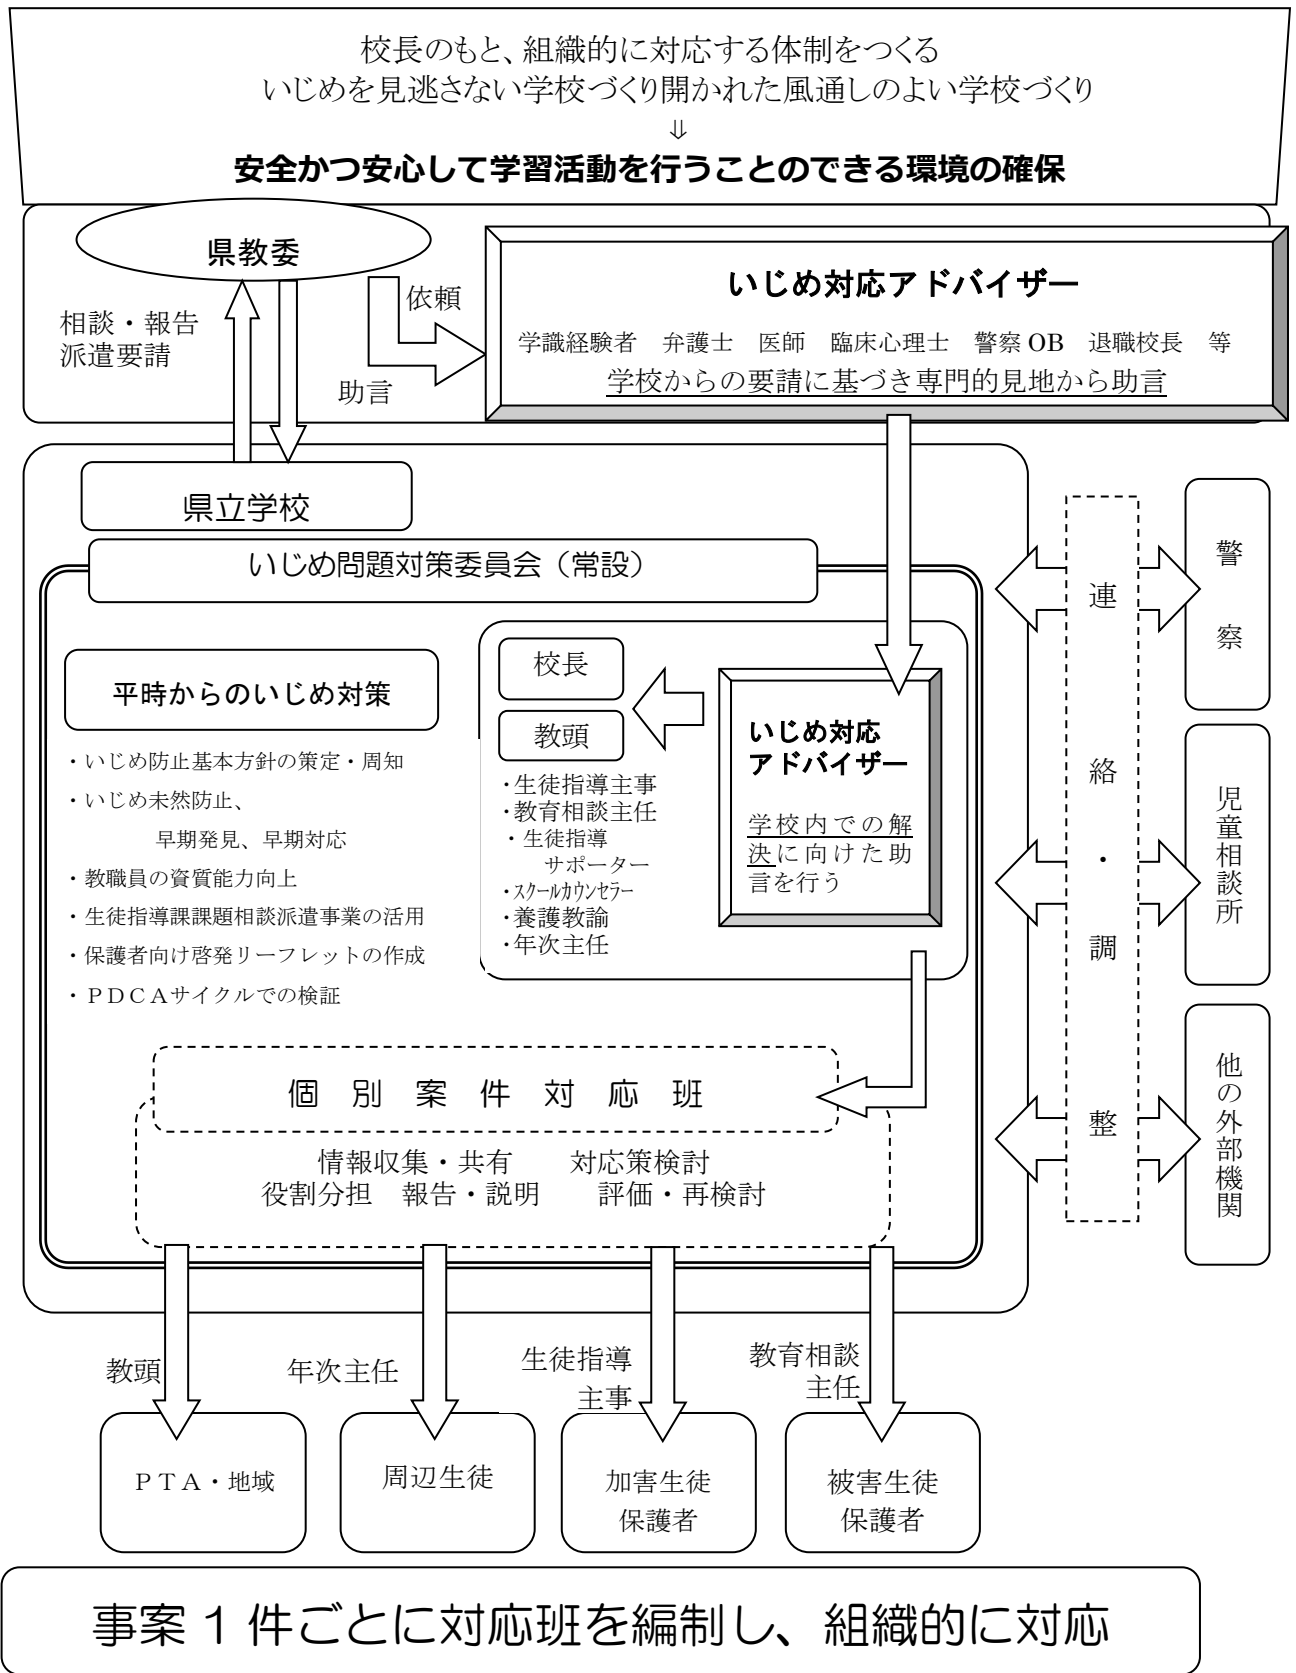 校長のもと、組織的に対応する体制をつくる
いじめを見逃さない学校づくり開かれた風通しのよい学校づくり
⇓
安全かつ安心して学習活動を行うことのできる環境の確保
県教委
相談・報告
派遣要請
依頼
助言
いじめ対応アドバイザー
学識経験者　弁護士　医師　臨床心理士　警察 OB　退職校長　等
学校からの要請に基づき専門的見地から助言
県立学校
いじめ問題対策委員会（常設）
平時からのいじめ対策
・いじめ防止基本方針の策定・周知
・いじめ未然防止、
早期発見、早期対応
・教職員の資質能力向上
・生徒指導課課題相談派遣事業の活用
・保護者向け啓発リーフレットの作成
・ＰＤＣＡサイクルでの検証
校長
教頭
・生徒指導主事
・教育相談主任
・生徒指導
サポーター
・スクールカウンセラー
・養護教諭
・年次主任
いじめ対応
アドバイザー
学校内での解
決に向けた助
言を行う
個別案件対応班
情報収集・共有　対応策検討
役割分担　報告・説明　評価・再検討
連絡・調整
警察
児童相談所
他の外部機関
教頭
年次主任
生徒指導
主事
教育相談
主任
ＰＴＡ・地域
周辺生徒
加害生徒
保護者
被害生徒
保護者
事案１件ごとに対応班を編制し、組織的に対応